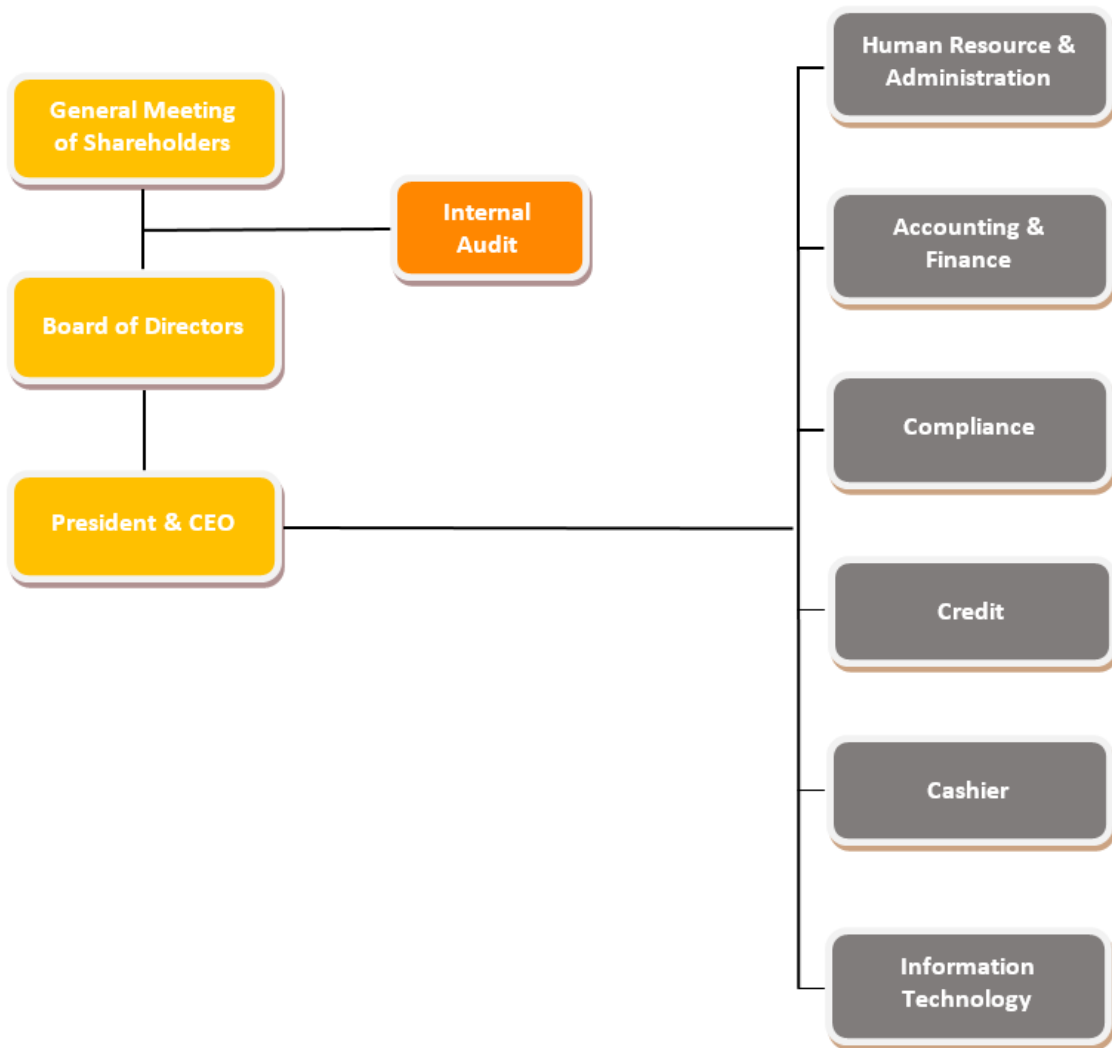 General Meeting
of Shareholders
Internal
Audit
Board of Directors
President & CEO
Human Resource &
Administration
Accounting &
Finance
Compliance
Credit
Cashier
Information
Technology